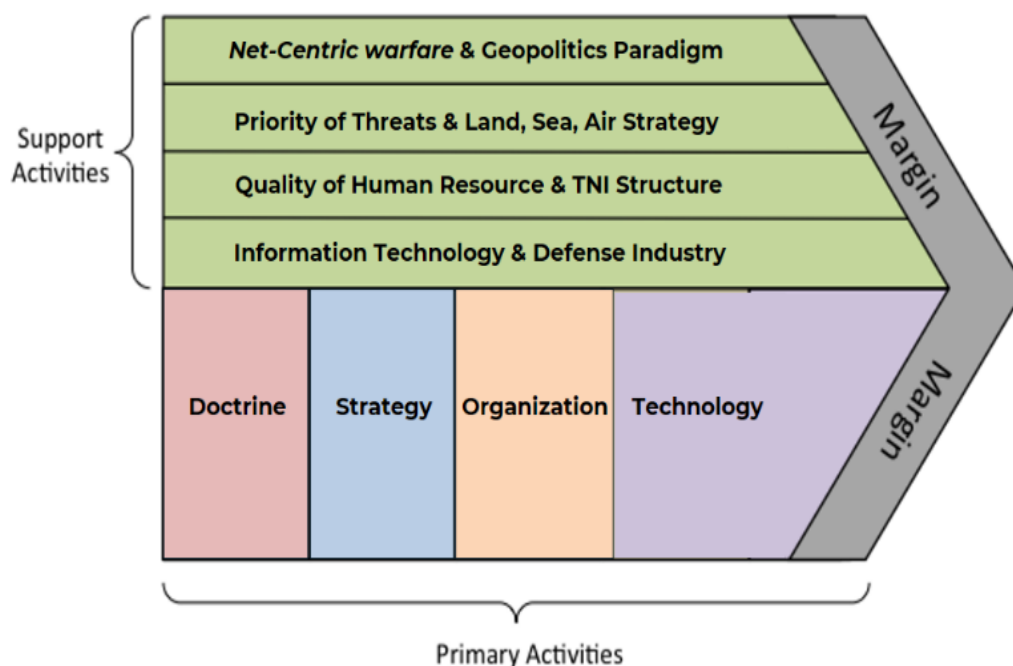 Net-Centric warfare & Geopolitics Paradigm
Priority of Threats & Land, Sea, Air Strategy
Support
Activities
Quality of Human Resource & TNI Structure
Information Technology & Defense Industry
Margin
Doctrine
Strategy
Organization
Technology
Margin
Primary Activities